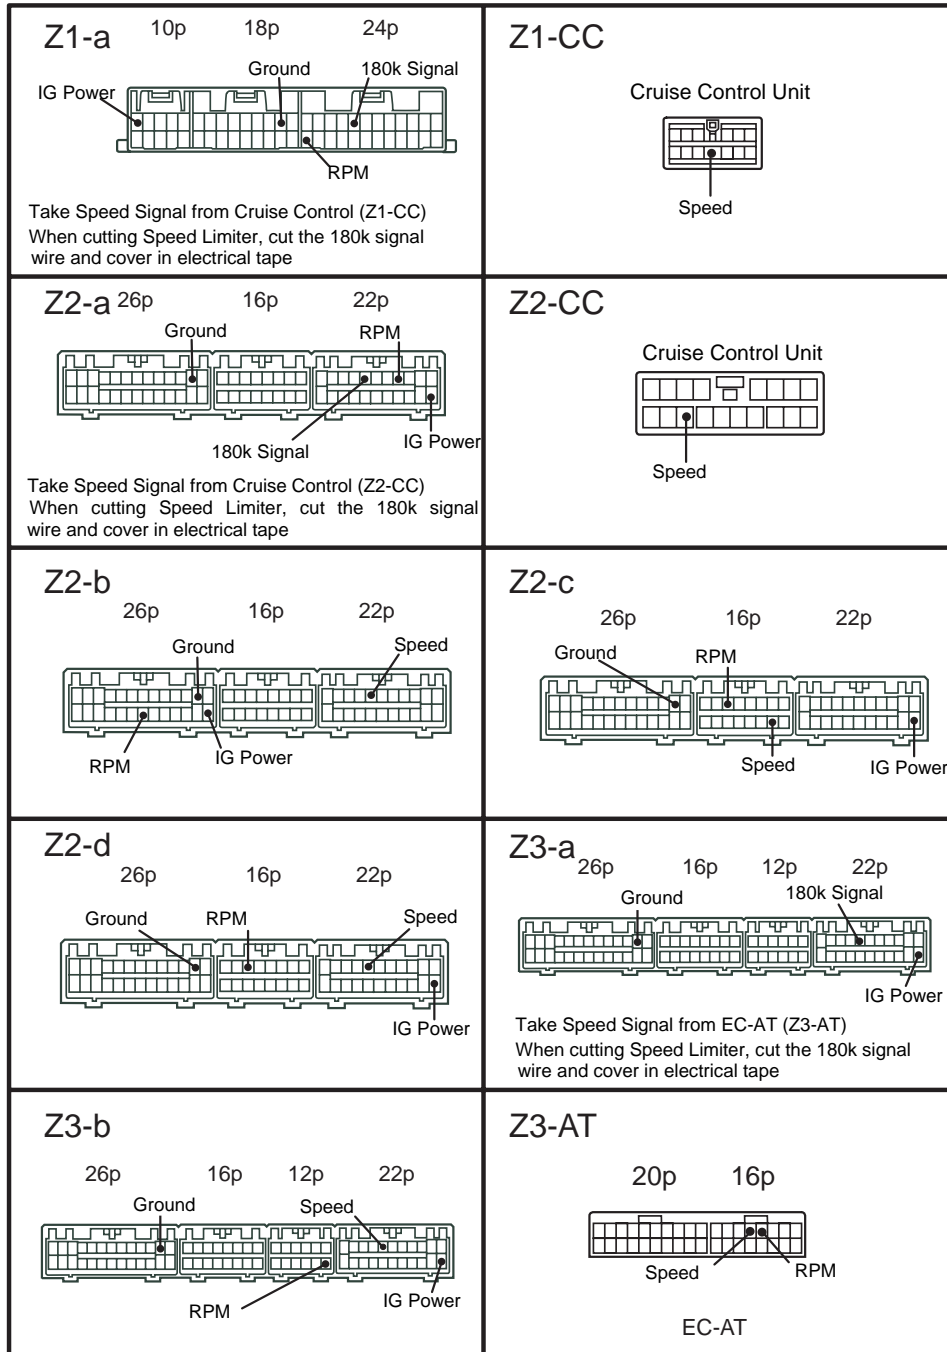 Z1-a
10p 18p 24p
Ground 180k Signal
IG Power
RPM
Take Speed Signal from Cruise Control (Z1-CC)
When cutting Speed Limiter, cut the 180k signal
wire and cover in electrical tape
Z1-CC
Cruise Control Unit
Speed
Z2-a
26p 16p 22p
Ground RPM
180k Signal
IG Power
Take Speed Signal from Cruise Control (Z2-CC)
When cutting Speed Limiter, cut the 180k signal
wire and cover in electrical tape
Z2-CC
Cruise Control Unit
Speed
Z2-b
26p 16p 22p
Ground Speed
RPM IG Power
Z2-c
26p 16p 22p
Ground RPM
Speed IG Power
Z2-d
26p 16p 22p
Ground RPM Speed
IG Power
Z3-a
26p 16p 12p 22p
Ground 180k Signal
IG Power
Take Speed Signal from EC-AT (Z3-AT)
When cutting Speed Limiter, cut the 180k signal
wire and cover in electrical tape
Z3-b
26p 16p 12p 22p
Ground Speed
RPM IG Power
Z3-AT
20p 16p
Speed RPM
EC-AT